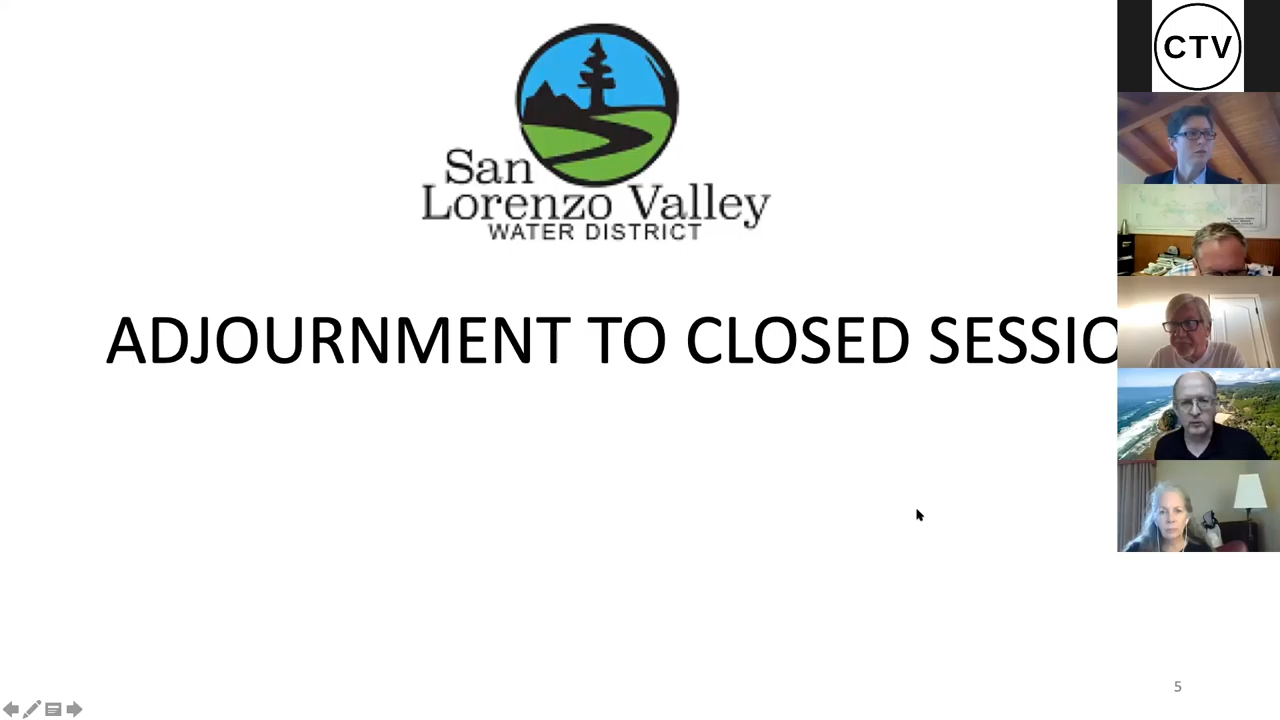 CTV
San
Lorenzo Valley
WATER DISTRICT
ADJOURNMENT TO CLOSED SESSIO
5